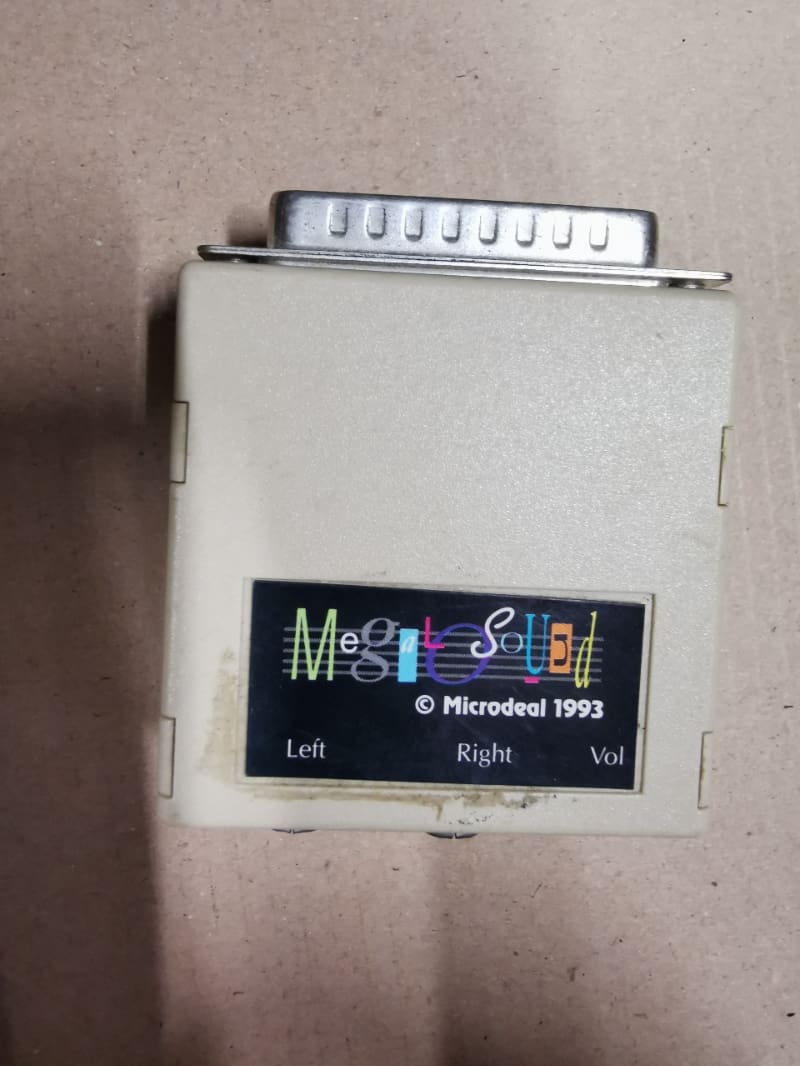 MegaLoSound
© Microdeal 1993
Left Right Vol